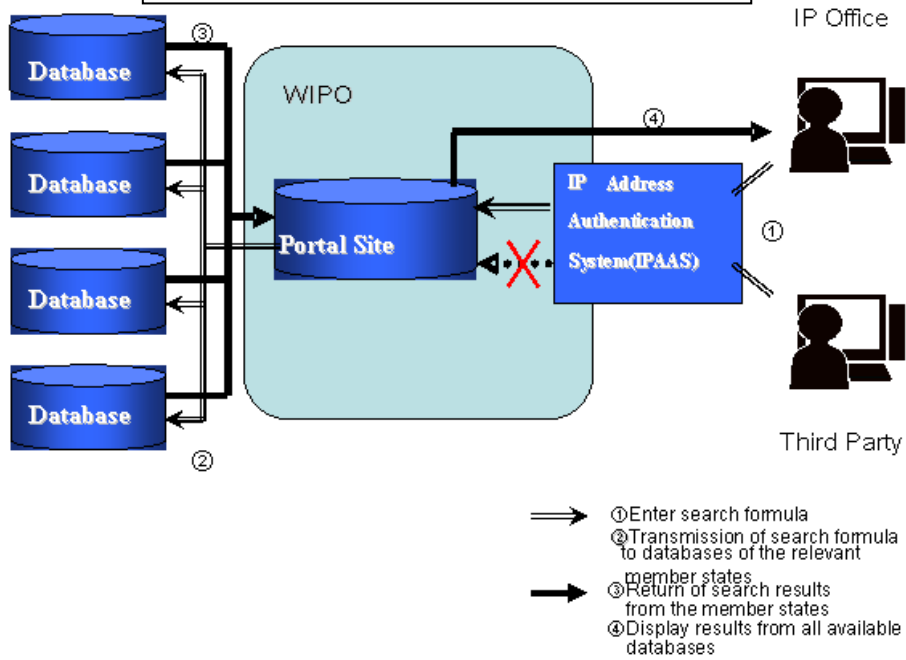 IP Office
③
Database
WIPO
④
Database
IP Address
Authentication
System(IPAAS)
①
Portal Site
Database
Database
②
Third Party
①Enter search formula
②Transmission of search formula
to databases of the relevant
member states
③Return of search results
from the member states
④Display results from all available
databases